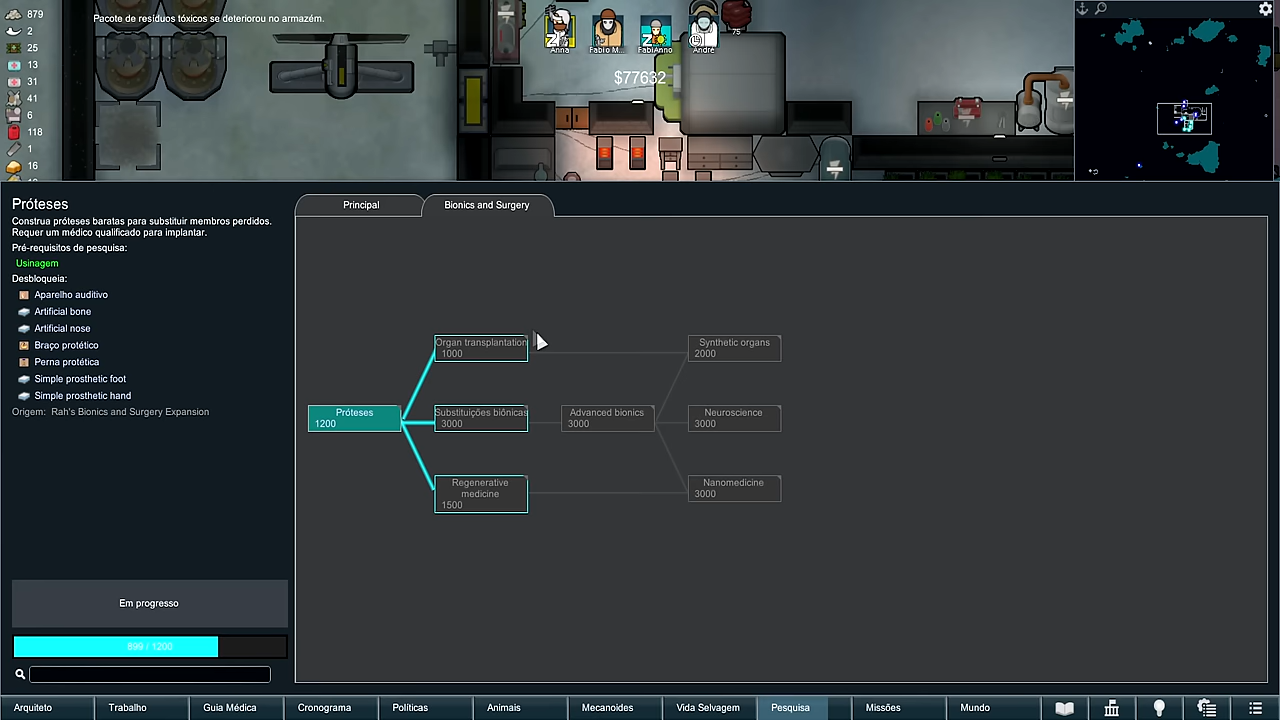 879
2
25
13
31
41
6
118
1
16
Pacote de resíduos tóxicos se deteriorou no armazém.
Anna
Fabio M...
FabiAnno
Andre
75
$77632
Próteses
Construa próteses baratas para substituir membros perdidos.
Requer um médico qualificado para implantar.
Pré-requisitos de pesquisa:
Usinagem
Desbloqueia:
Aparelho auditivo
Artificial bone
Artificial nose
Braço protético
Perna protética
Simple prosthetic foot
Simple prosthetic hand
Origem: Rah's Bionics and Surgery Expansion
Em progresso
899 / 1200
Principal
Bionics and Surgery
Organ transplantation
1000
Synthetic organs
2000
Próteses
1200
Substituições biônicas
3000
Advanced bionics
3000
Neuroscience
3000
Regenerative
medicine
1500
Nanomedicine
3000
Arquiteto
Trabalho
Guia Médica
Cronograma
Políticas
Animais
Mecanoides
Vida Selvagem
Pesquisa
Missões
Mundo